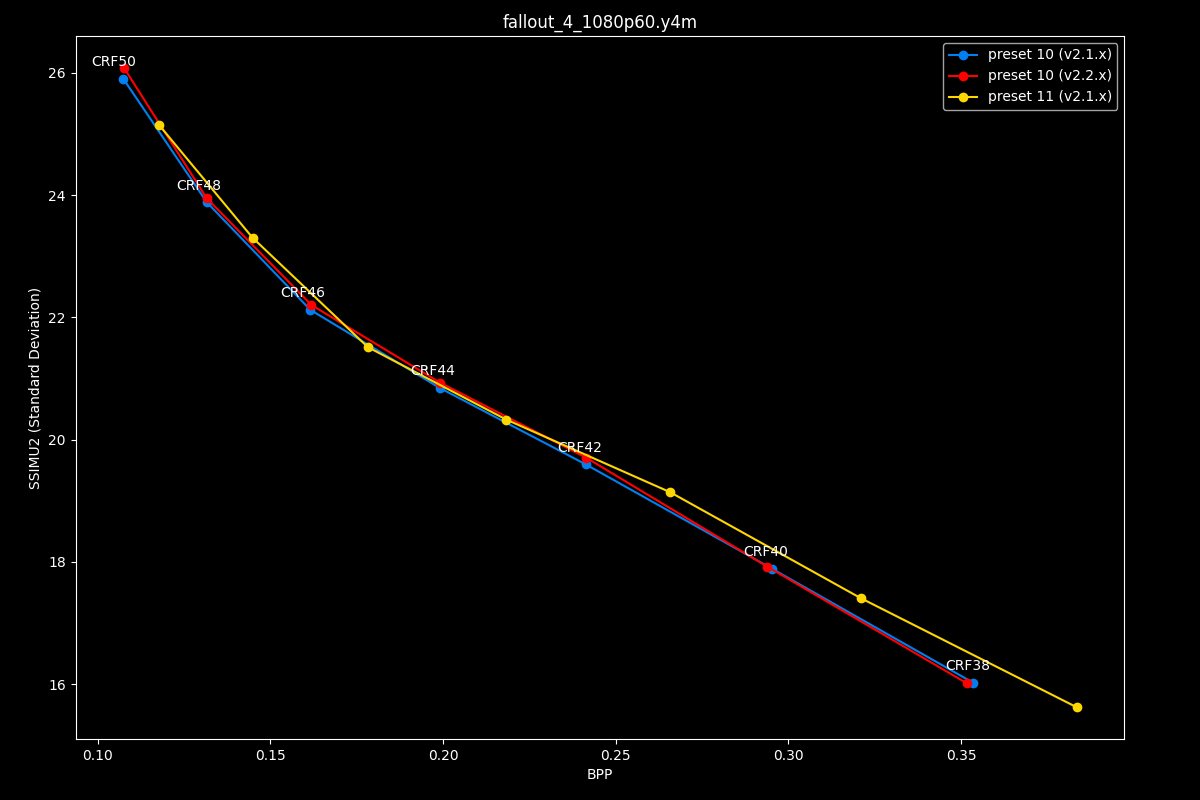 fallout_4_1080p60.y4m
preset 10 (v2.1.x)
preset 10 (v2.2.x)
preset 11 (v2.1.x)
CRF50
CRF48
CRF46
CRF44
CRF42
CRF40
CRF38
SSIMU2 (Standard Deviation)
26
24
22
20
18
16
0.10
0.15
0.20
0.25
0.30
0.35
BPP